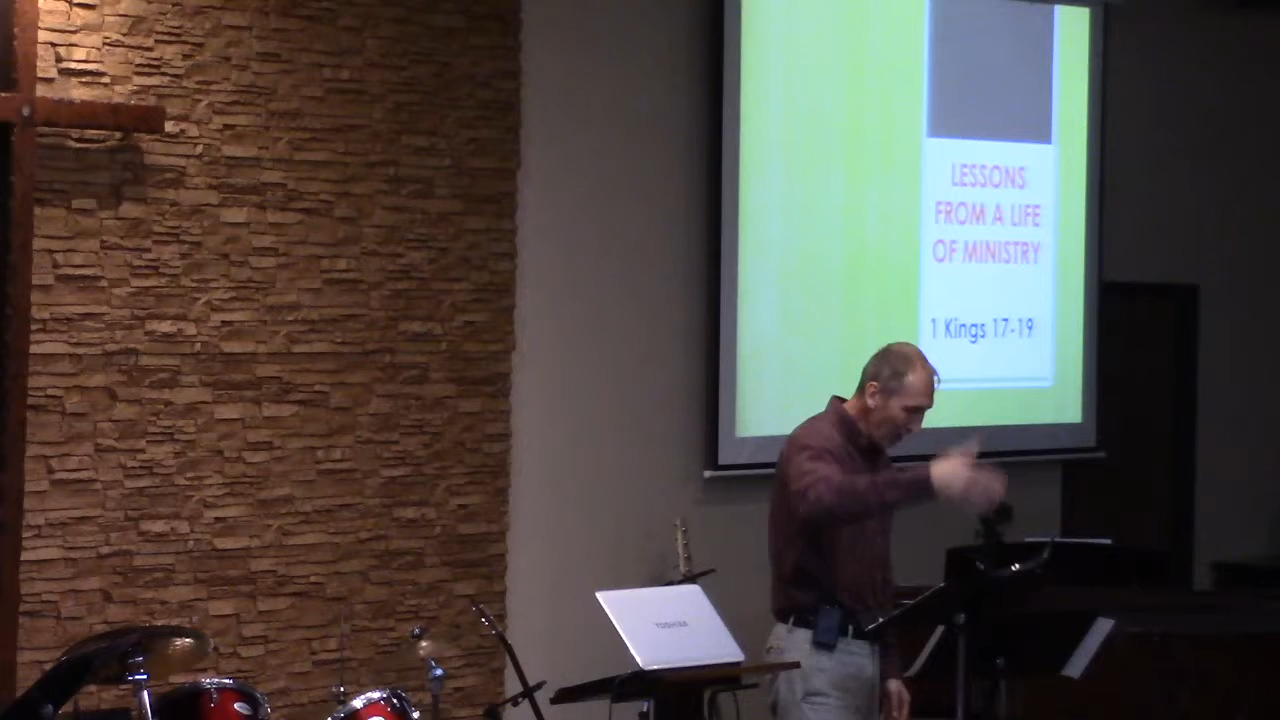 LESSONS
FROM A LIFE
OF MINISTRY
1 Kings 17-19
TOSHIBA